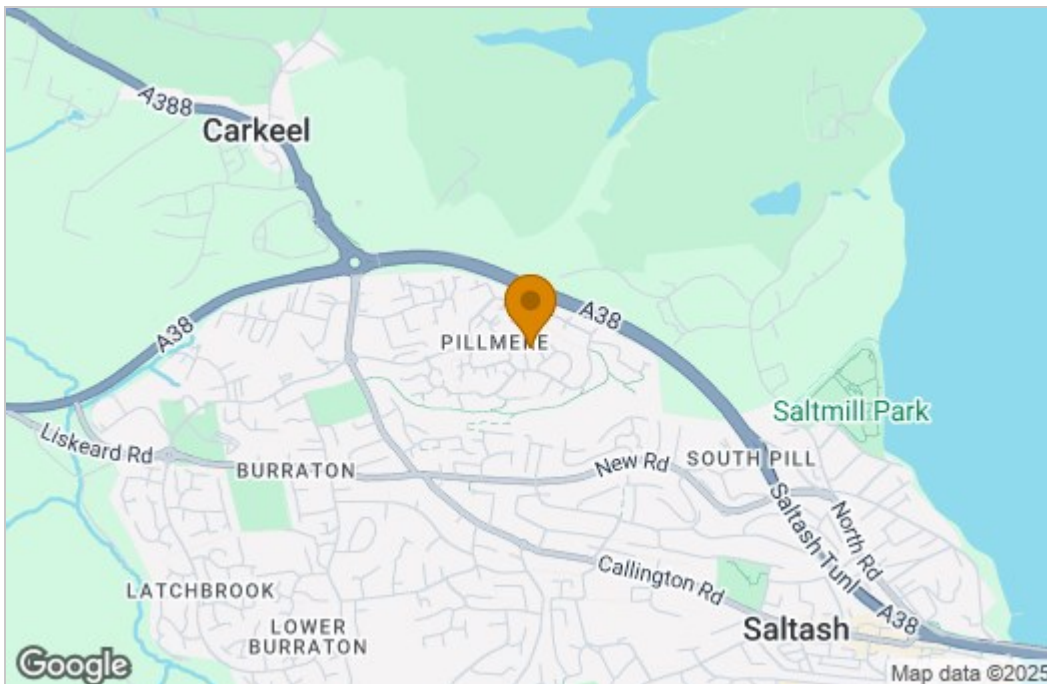 A388
Carkeel
A38
A38
PILLMERE
Saltmill Park
Liskeard Rd
BURRATON
New Rd
SOUTH PILL
Saltash Tunl
North Rd
Callington Rd
LATCHBROOK
LOWER
BURRATON
Saltash
A38
Google
Map data ©2025